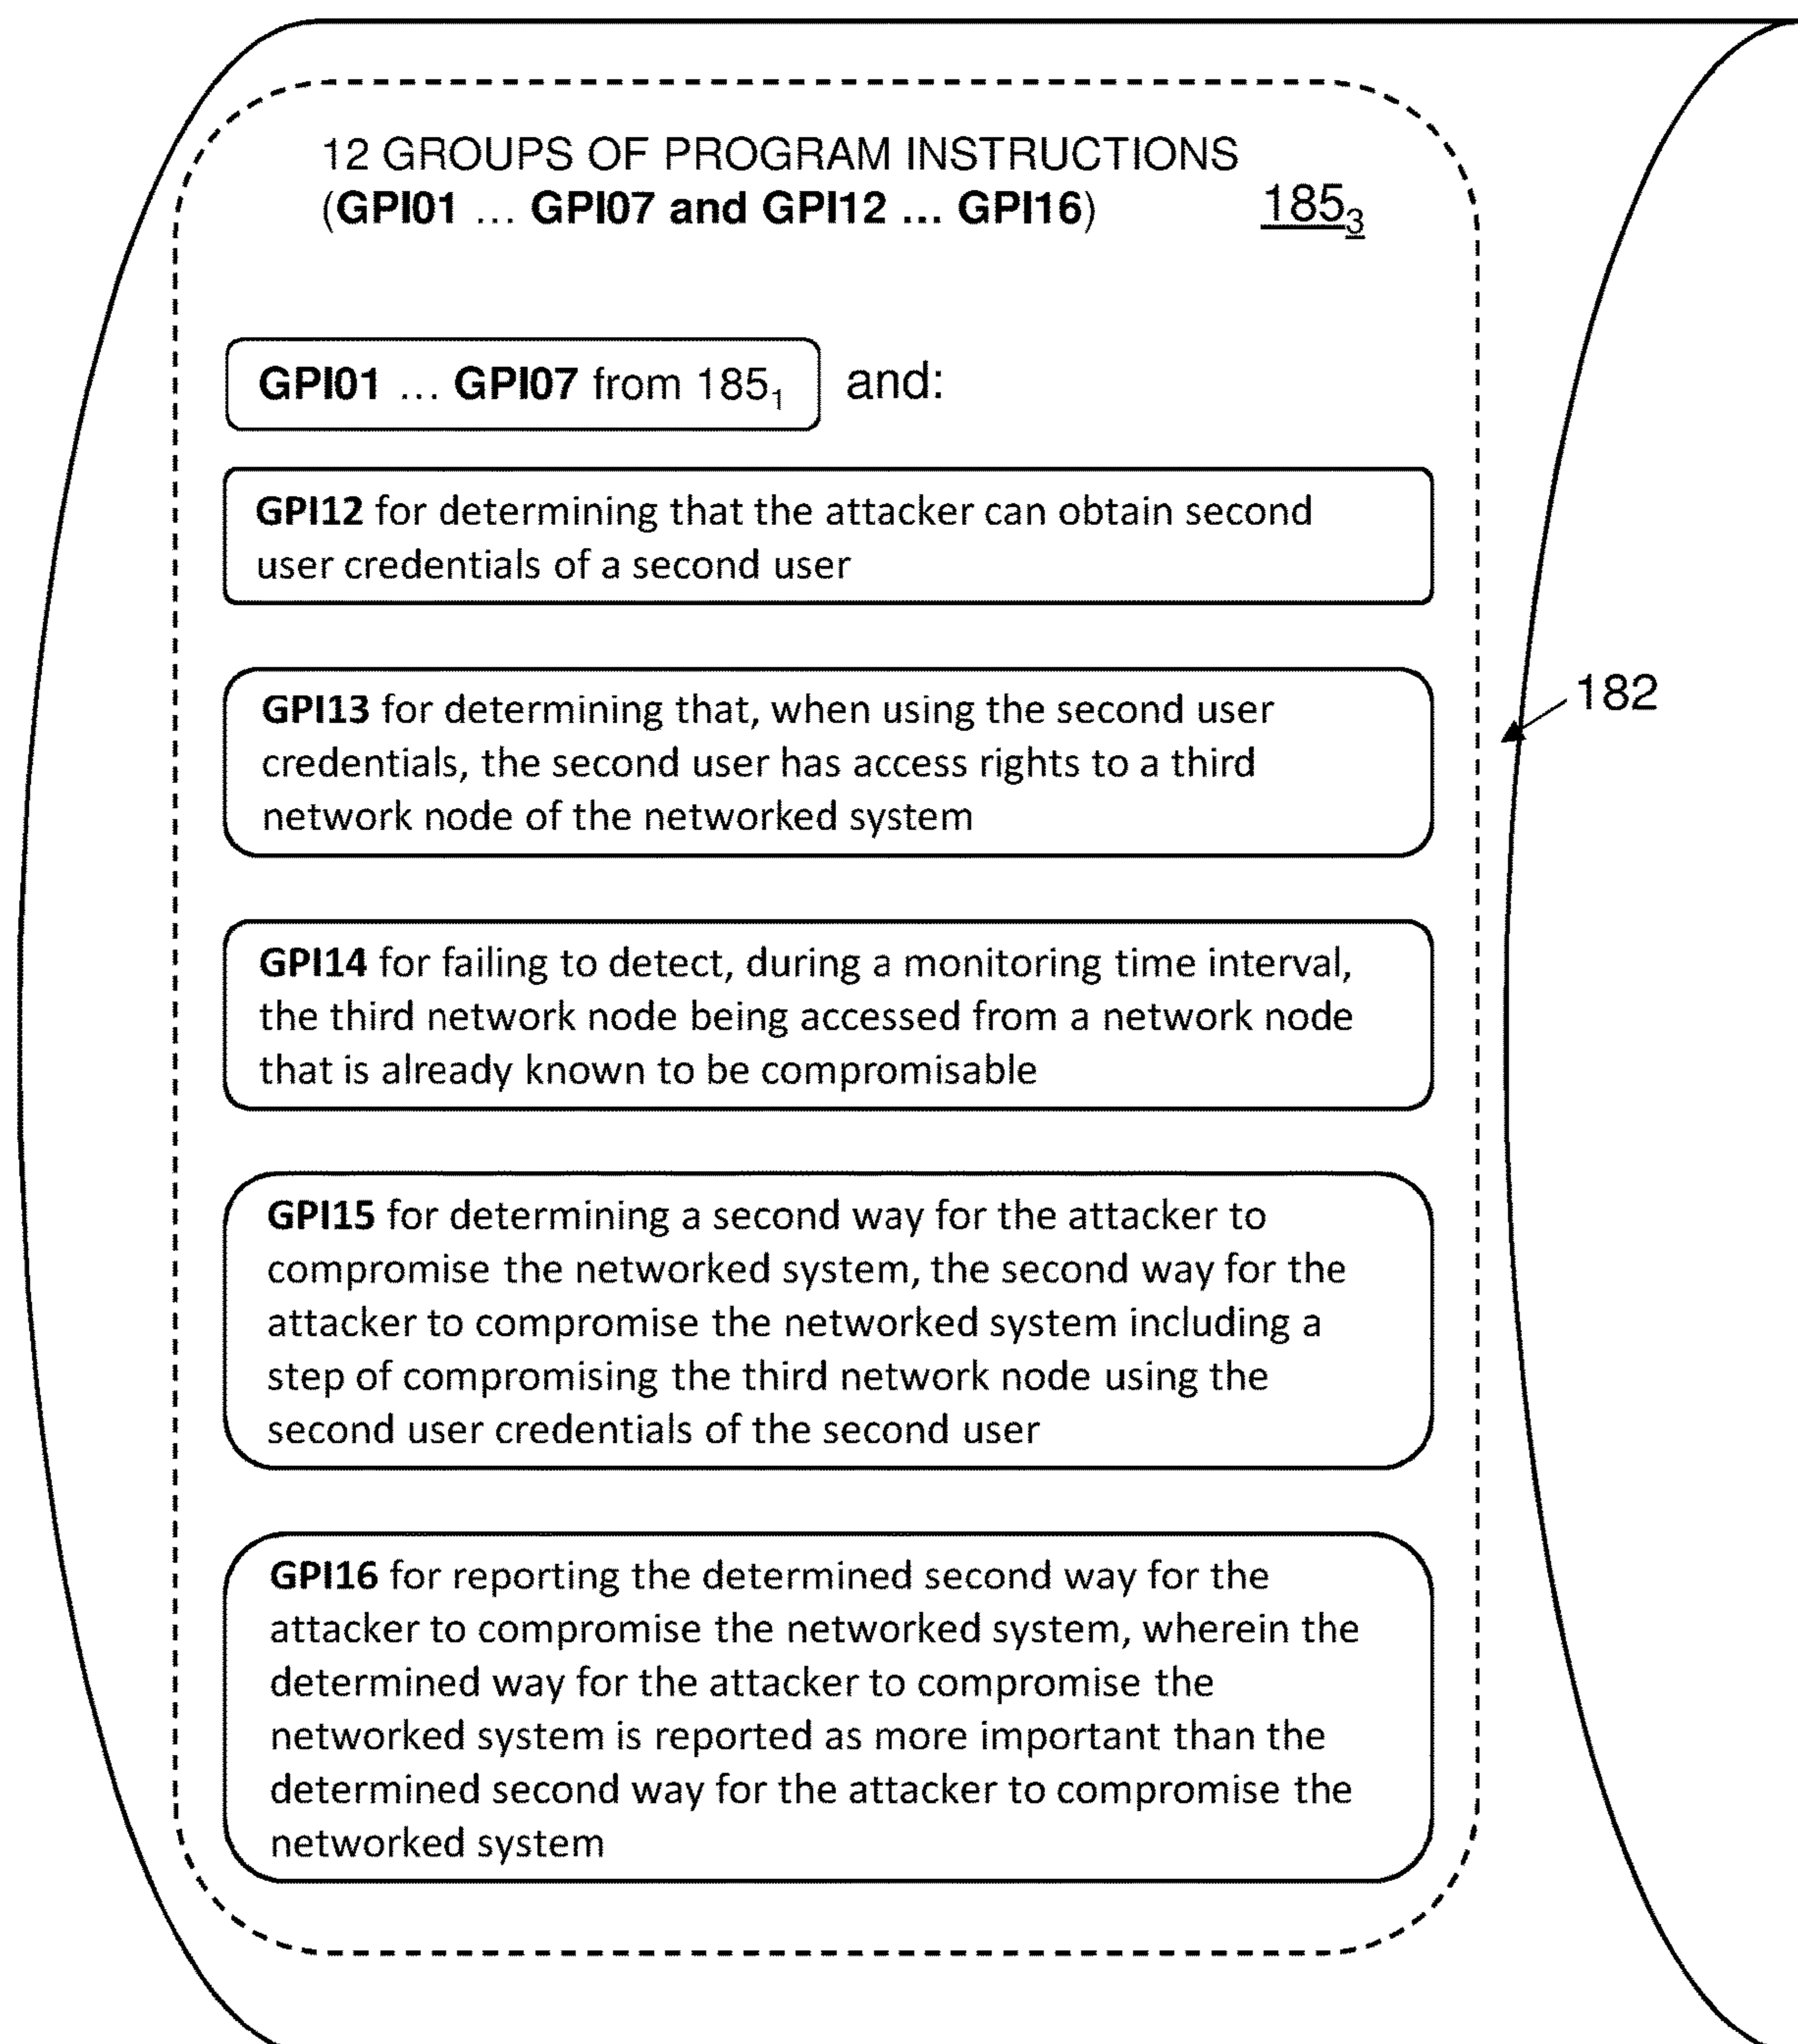 12 GROUPS OF PROGRAM INSTRUCTIONS
(GPI01 ... GPI07 and GPI12 ... GPI16) 185₃
GPI01 ... GPI07 from 185₁ and:
GPI12 for determining that the attacker can obtain second
user credentials of a second user
GPI13 for determining that, when using the second user
credentials, the second user has access rights to a third
network node of the networked system
182
GPI14 for failing to detect, during a monitoring time interval,
the third network node being accessed from a network node
that is already known to be compromisable
GPI15 for determining a second way for the attacker to
compromise the networked system, the second way for the
attacker to compromise the networked system including a
step of compromising the third network node using the
second user credentials of the second user
GPI16 for reporting the determined second way for the
attacker to compromise the networked system, wherein the
determined way for the attacker to compromise the
networked system is reported as more important than the
determined second way for the attacker to compromise the
networked system